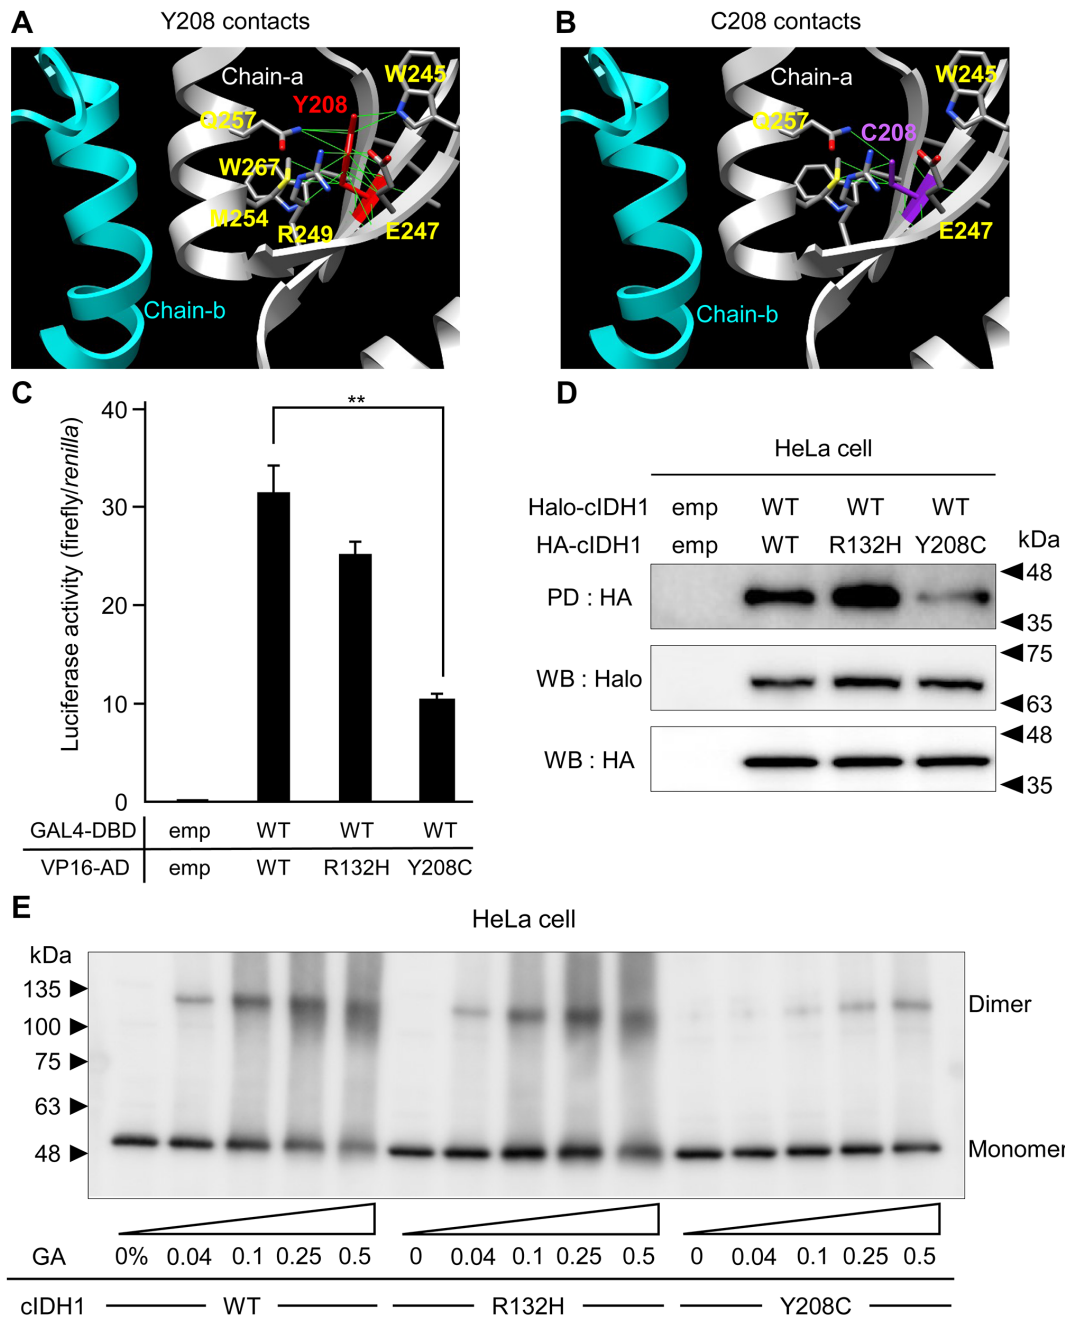 A
Y208 contacts
Chain-a
W245
Y208
Q257
W267
M254
R249
E247
Chain-b
B
C208 contacts
Chain-a
W245
Q257
C208
E247
Chain-b
C
Luciferase activity (firefly/renilla)
40
30
20
10
0
**
GAL4-DBD emp WT WT WT
VP16-AD emp WT R132H Y208C
D
HeLa cell
Halo-cIDH1 emp WT WT WT
HA-cIDH1 emp WT R132H Y208C
kDa
PD : HA
48
35
WB : Halo
75
63
WB : HA
48
35
E
HeLa cell
kDa
135
100
75
63
48
Dimer
Monomer
GA 0% 0.04 0.1 0.25 0.5 0 0.04 0.1 0.25 0.5 0 0.04 0.1 0.25 0.5
cIDH1 WT R132H Y208C